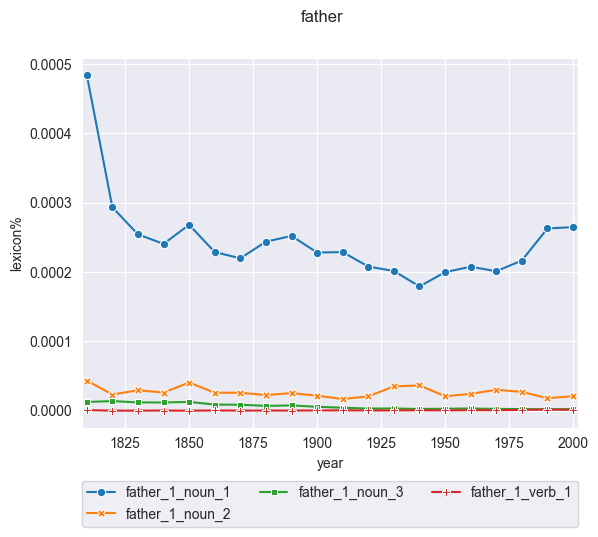 father
0.0005
0.0004
0.0003
0.0002
0.0001
0.0000
lexicon%
1825 1850 1875 1900 1925 1950 1975 2000
year
father_1_noun_1 father_1_noun_3 father_1_verb_1
father_1_noun_2